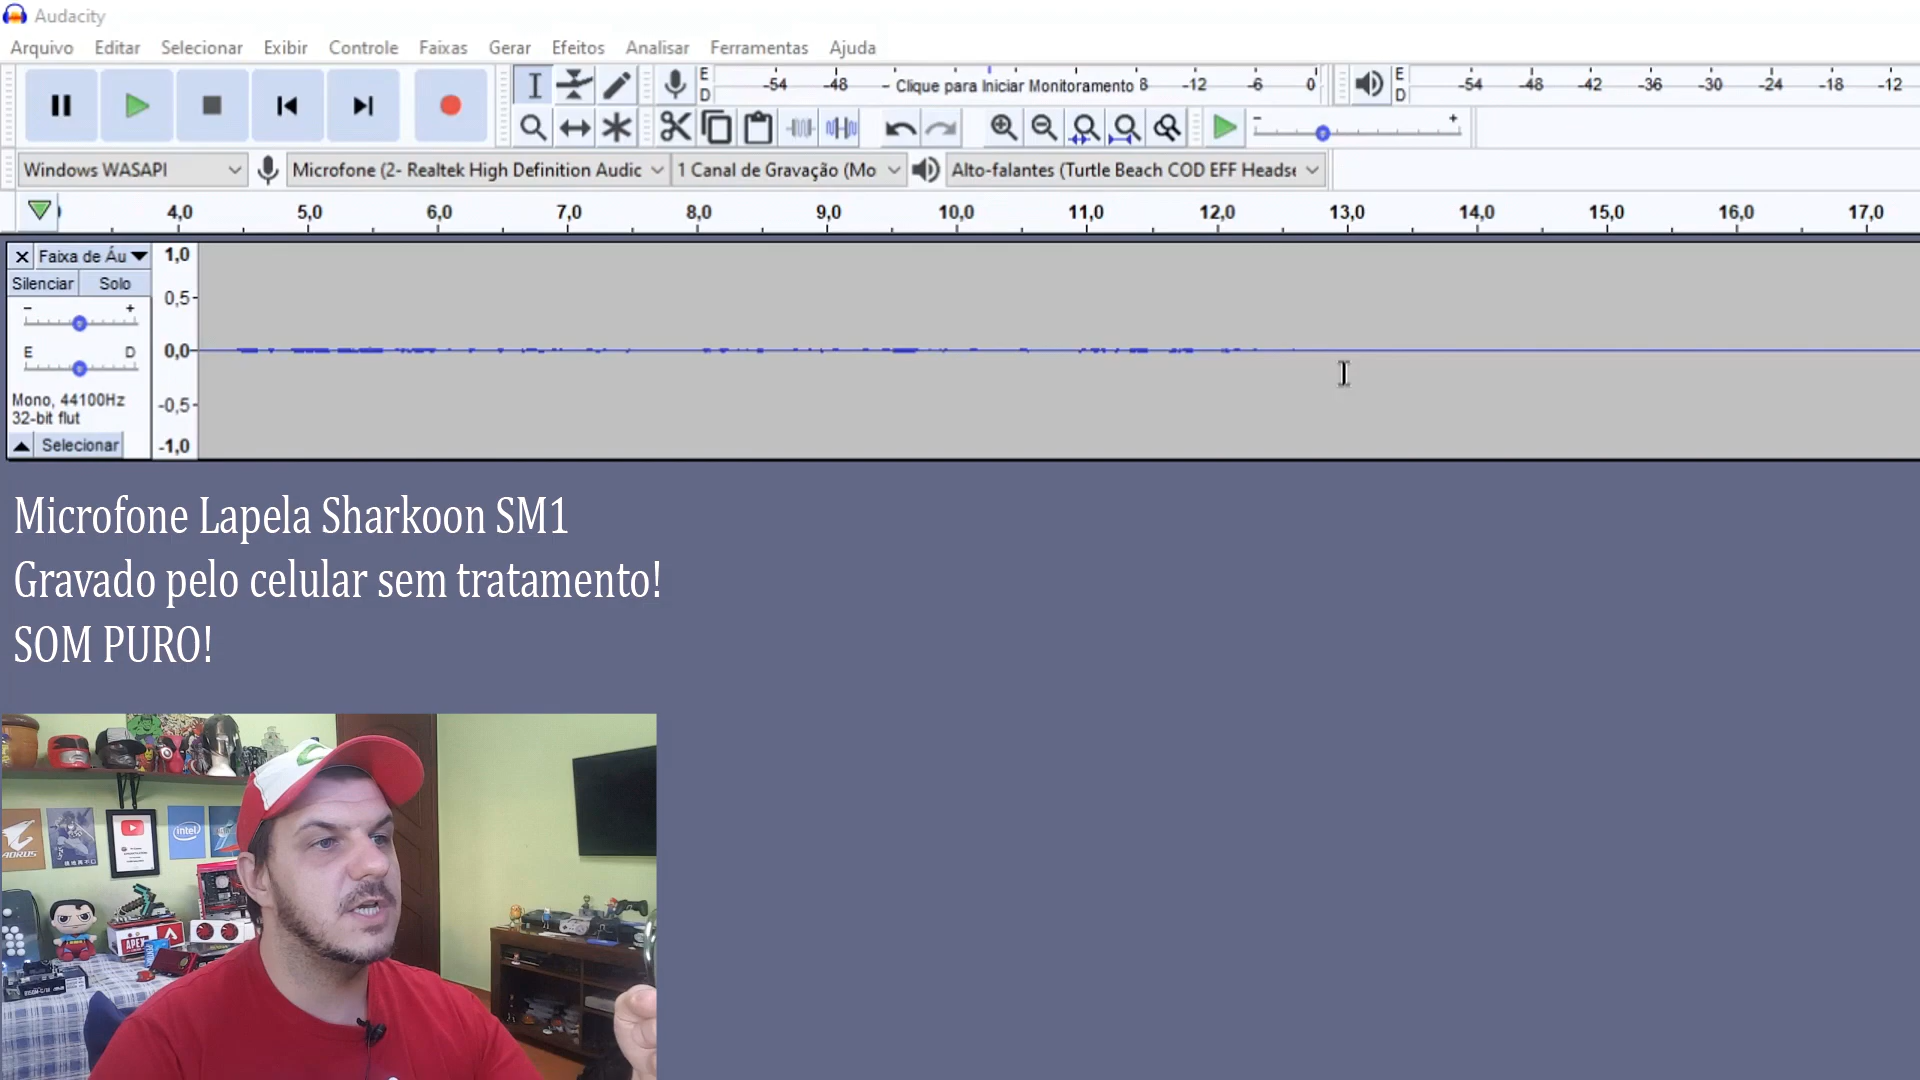 Audacity
Arquivo Editar Selecionar Exibir Controle Faixas Gerar Efeitos Analisar Ferramentas Ajuda
E D -54 -48 - Clique para Iniciar Monitoramento 8 -12 -6 0 E D -54 -48 -42 -36 -30 -24 -18 -12
- +
Windows WASAPI Microfone (2- Realtek High Definition Audic 1 Canal de Gravação (Mo Alto-falantes (Turtle Beach COD EFF Headse
4,0 5,0 6,0 7,0 8,0 9,0 10,0 11,0 12,0 13,0 14,0 15,0 16,0 17,0
Faixa de Áu 1,0
Silenciar Solo 0,5
- +
E D 0,0
Mono, 44100Hz -0,5
32-bit flut
Selecionar -1,0
Microfone Lapela Sharkoon SM1
Gravado pelo celular sem tratamento!
SOM PURO!
intel
AORUS
APEX